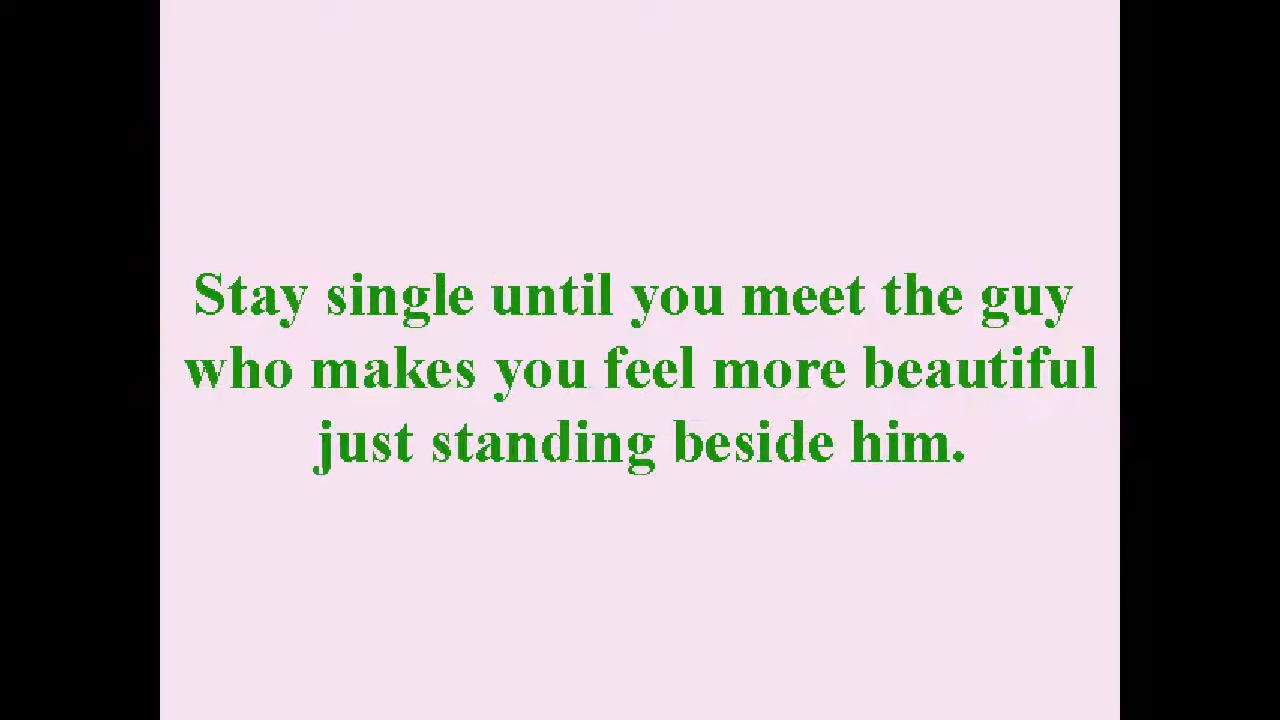 Stay single until you meet the guy
who makes you feel more beautiful
just standing beside him.